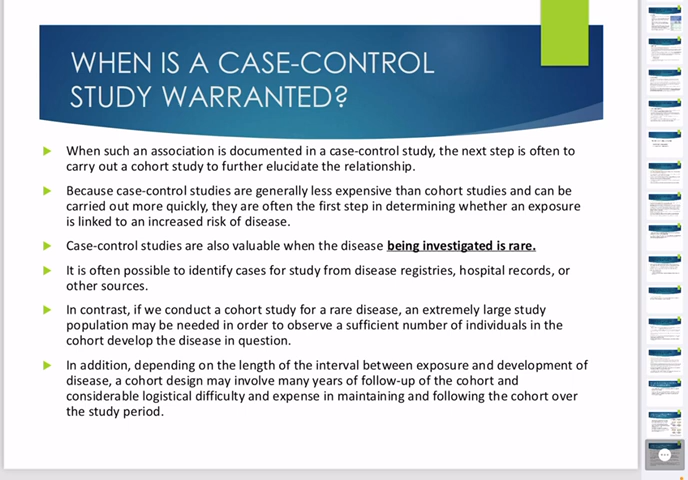 WHEN IS A CASE-CONTROL
STUDY WARRANTED?
When such an association is documented in a case-control study, the next step is often to
carry out a cohort study to further elucidate the relationship.
Because case-control studies are generally less expensive than cohort studies and can be
carried out more quickly, they are often the first step in determining whether an exposure
is linked to an increased risk of disease.
Case-control studies are also valuable when the disease being investigated is rare.
It is often possible to identify cases for study from disease registries, hospital records, or
other sources.
In contrast, if we conduct a cohort study for a rare disease, an extremely large study
population may be needed in order to observe a sufficient number of individuals in the
cohort develop the disease in question.
In addition, depending on the length of the interval between exposure and development of
disease, a cohort design may involve many years of follow-up of the cohort and
considerable logistical difficulty and expense in maintaining and following the cohort over
the study period.